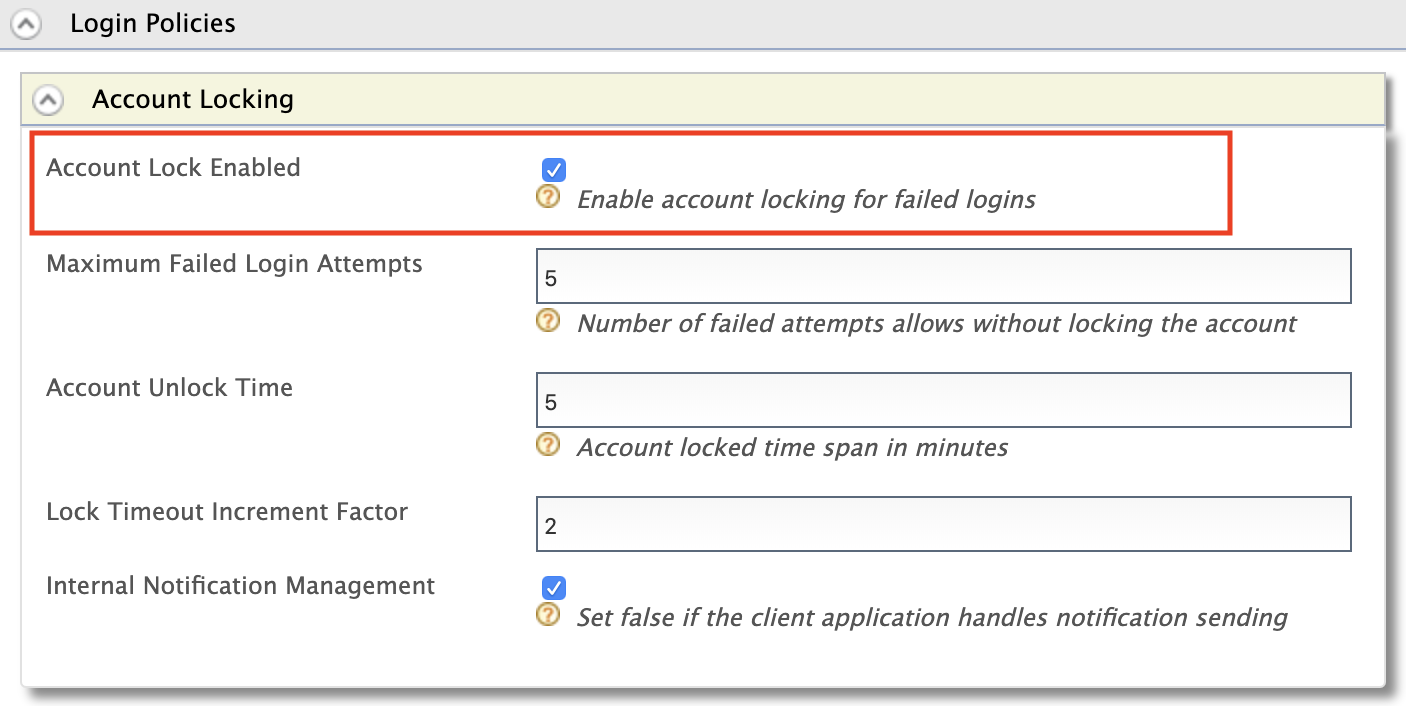 Login Policies
Account Locking
Account Lock Enabled
Enable account locking for failed logins
Maximum Failed Login Attempts
5
Number of failed attempts allows without locking the account
Account Unlock Time
5
Account locked time span in minutes
Lock Timeout Increment Factor
2
Internal Notification Management
Set false if the client application handles notification sending